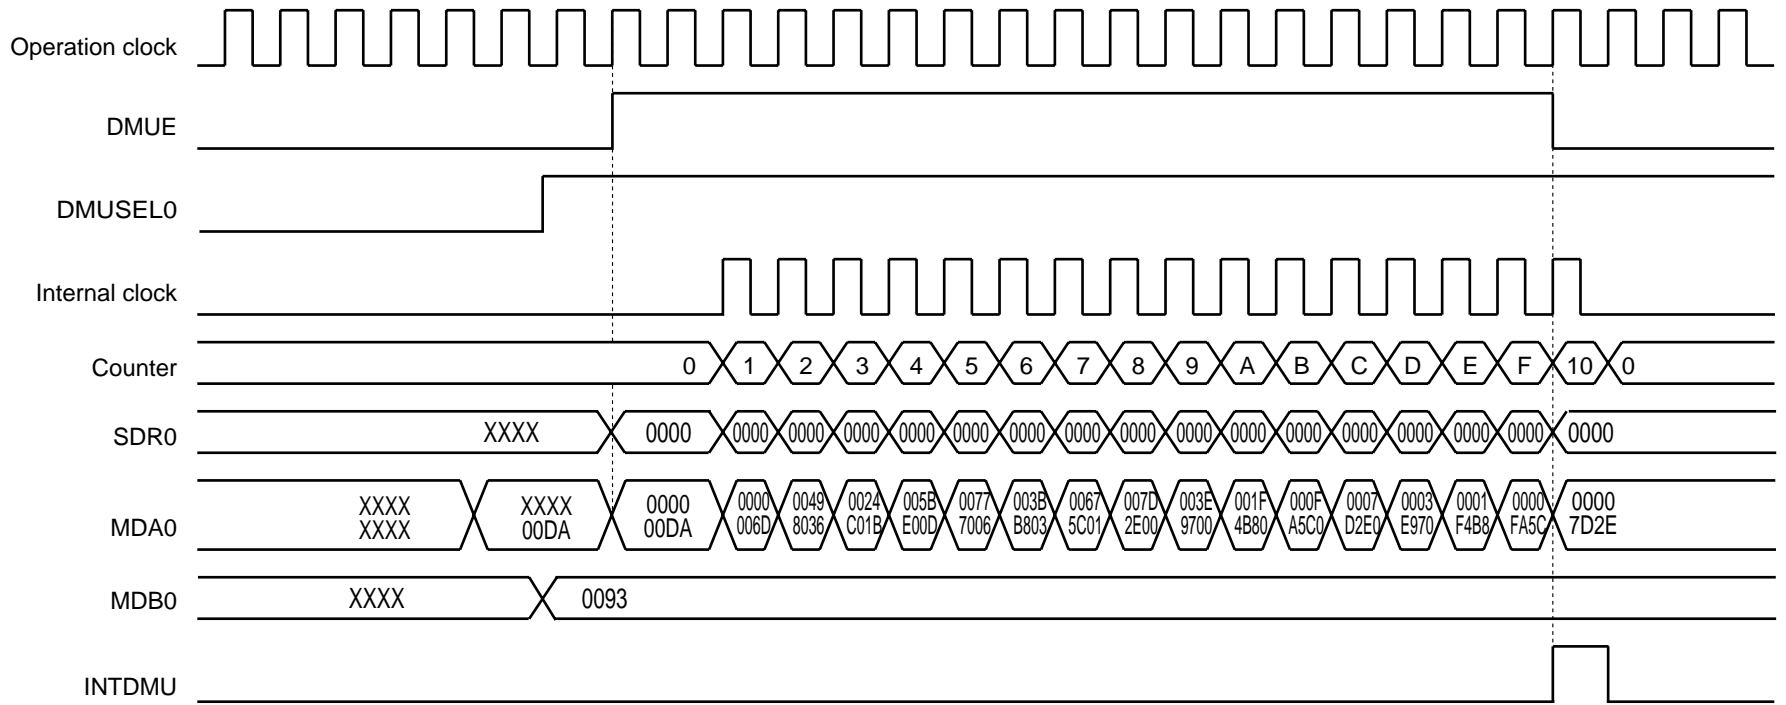 Operation clock
DMUE
DMUSEL0
Internal clock
Counter 0 1 2 3 4 5 6 7 8 9 A B C D E F 10 0
SDR0 XXXX 0000 0000 0000 0000 0000 0000 0000 0000 0000 0000 0000 0000 0000 0000 0000 0000 0000
XXXX XXXX 0000 0000 0049 0024 005B 0077 003B 0067 007D 003E 001F 000F 0007 0003 0001 0000 0000
MDA0 XXXX 00DA 00DA 006D 8036 C01B E00D 7006 B803 5C01 2E00 9700 4B80 A5C0 D2E0 E970 F4B8 FA5C 7D2E
MDB0 XXXX 0093
INTDMU